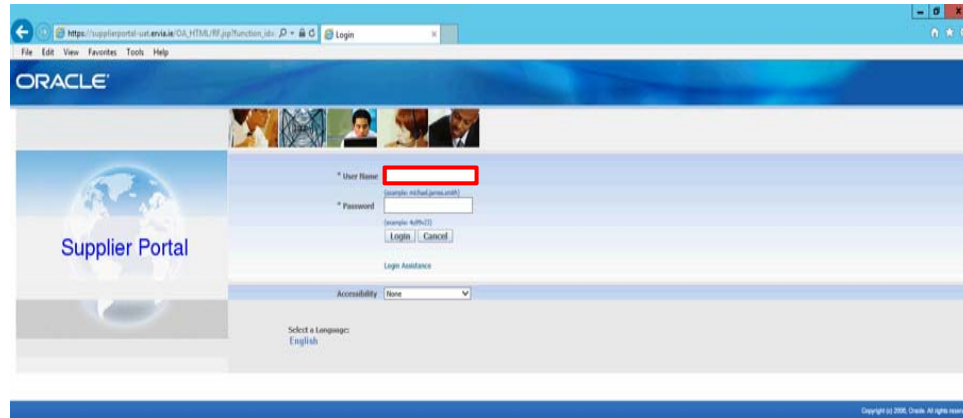 https://supplierportal-uat.ervia.ie/OA_HTML/RF.jsp?function_id=
Login
File Edit View Favorites Tools Help
ORACLE
* User Name
(example: michael.james.smith)
* Password
(example: 4u99v23)
Login Cancel
Login Assistance
Supplier Portal
Accessibility None
Select a Language:
English
Copyright (c) 2006, Oracle. All rights